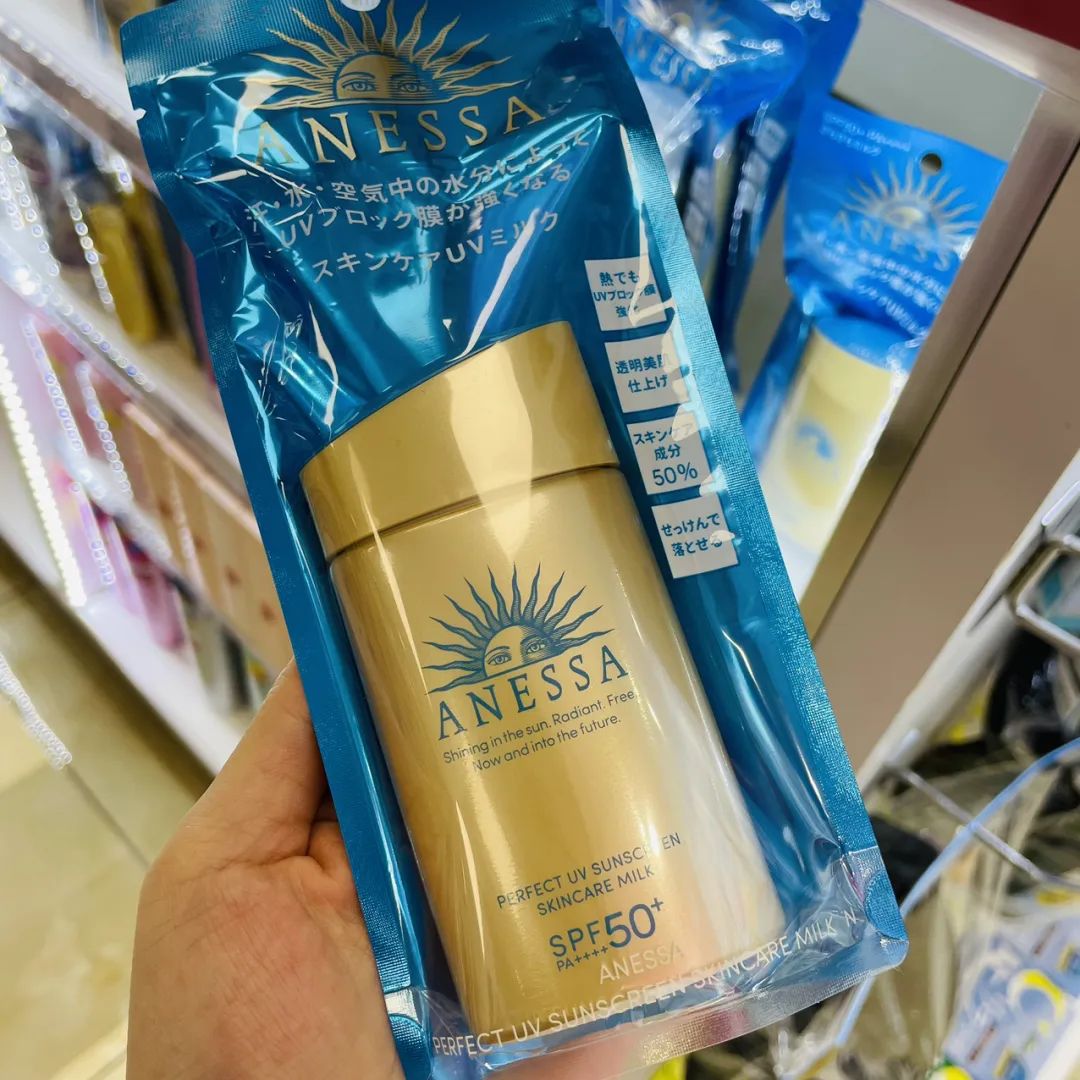 ANESSA
汗・水・空気中の水分によって
UVブロック膜が強くなる
スキンケアUVミルク
熱でも
UVブロック膜
強く
透明美肌
仕上げ
スキンケア
成分
50%
せっけんで
落とせる
ANESSA
Shining in the sun. Radiant. Free.
Now and into the future.
PERFECT UV SUNSCREEN
SKINCARE MILK
SPF50+
PA++++
ANESSA
PERFECT UV SUNSCREEN SKINCARE MILK N
ANESSA
ANESS